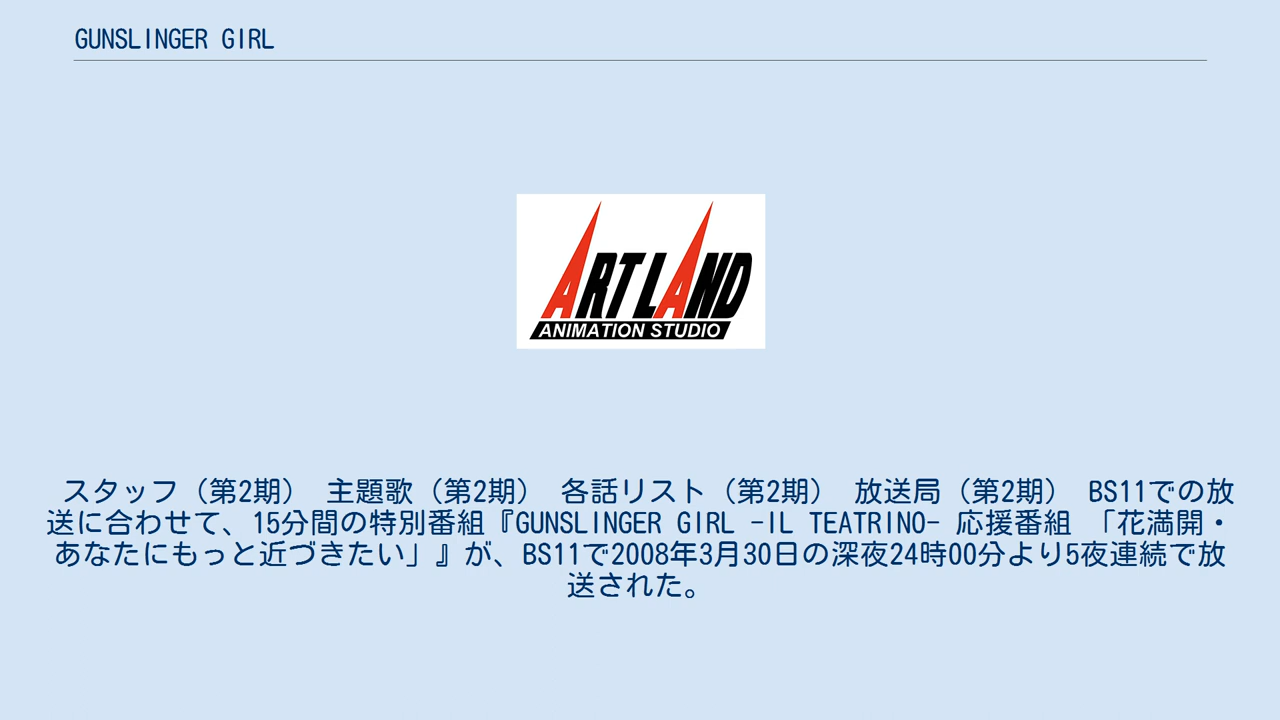 GUNSLINGER GIRL
ARTLAND
ANIMATION STUDIO
スタッフ（第2期） 主題歌（第2期） 各話リスト（第2期） 放送局（第2期） BS11での放
送に合わせて、15分間の特別番組『GUNSLINGER GIRL -IL TEATRINO- 応援番組 「花満開・
あなたにもっと近づきたい」』が、BS11で2008年3月30日の深夜24時00分より5夜連続で放
送された。